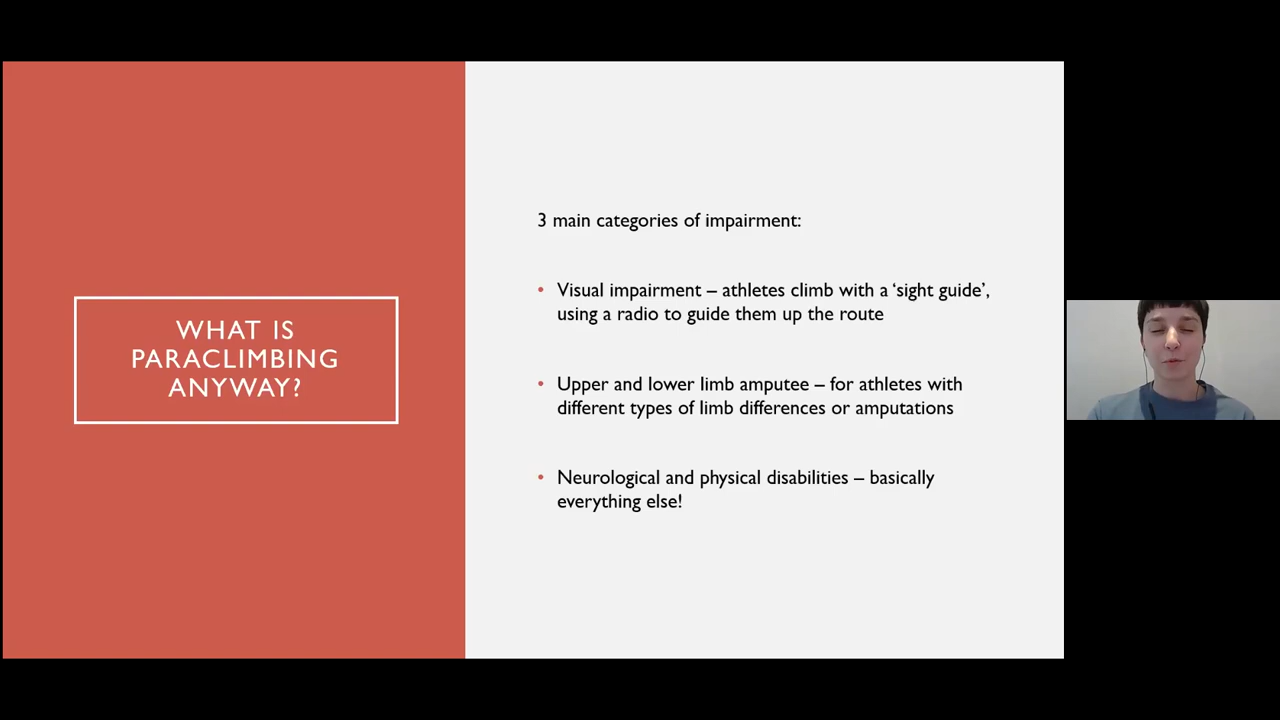 WHAT IS
PARACLIMBING
ANYWAY?
3 main categories of impairment:
• Visual impairment – athletes climb with a ‘sight guide’,
using a radio to guide them up the route
• Upper and lower limb amputee – for athletes with
different types of limb differences or amputations
• Neurological and physical disabilities – basically
everything else!